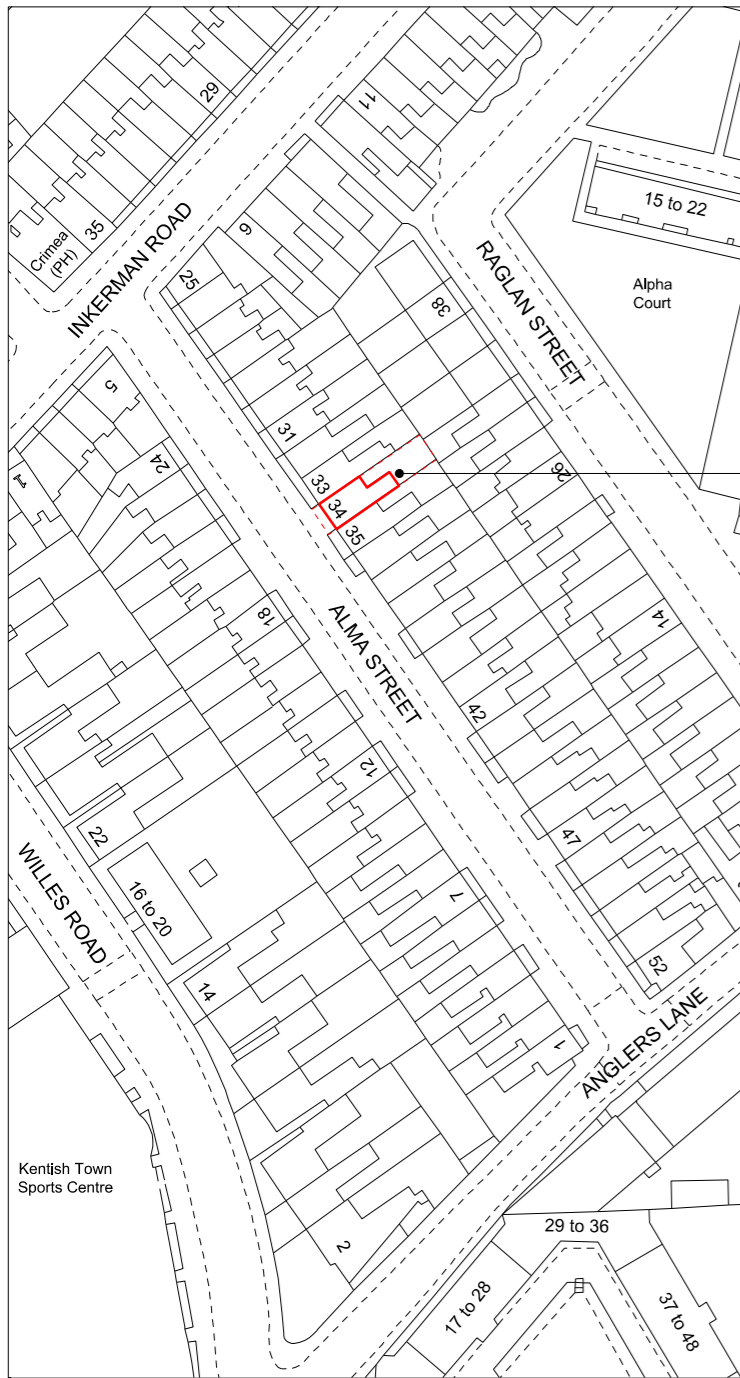 29
11
Crimea
(PH)
35
INKERMAN ROAD
9
25
15 to 22
Alpha
Court
RAGLAN STREET
38
5
24
1
31
33
34
35
26
18
ALMA STREET
14
42
12
22
WILLES ROAD
16 to 20
47
7
14
52
1
ANGLERS LANE
Kentish Town
Sports Centre
2
29 to 36
17 to 28
37 to 48